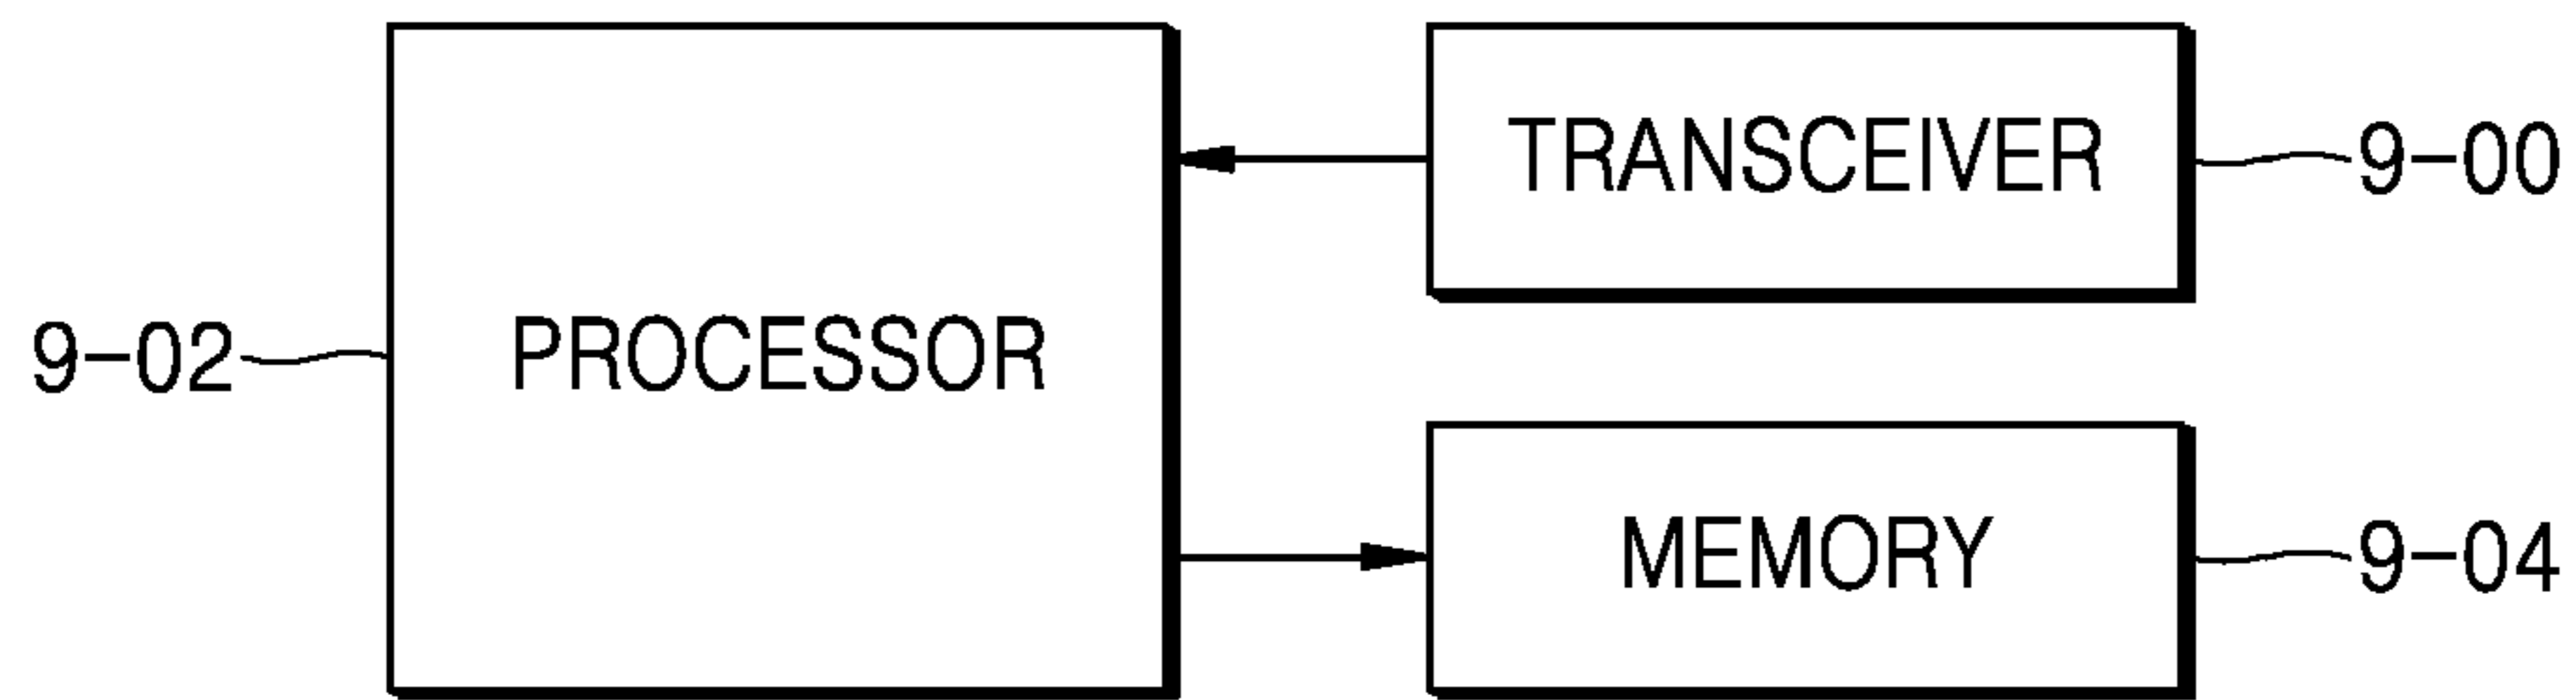 TRANSCEIVER
9-00
9-02
PROCESSOR
MEMORY
9-04